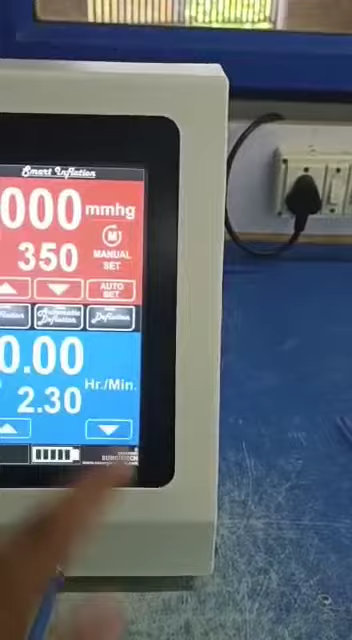 Smart Inflation
000 mmhg
350
MANUAL
SET
AUTO
SET
Automatic
Deflation
Deflation
0.00
Hr./Min.
2.30